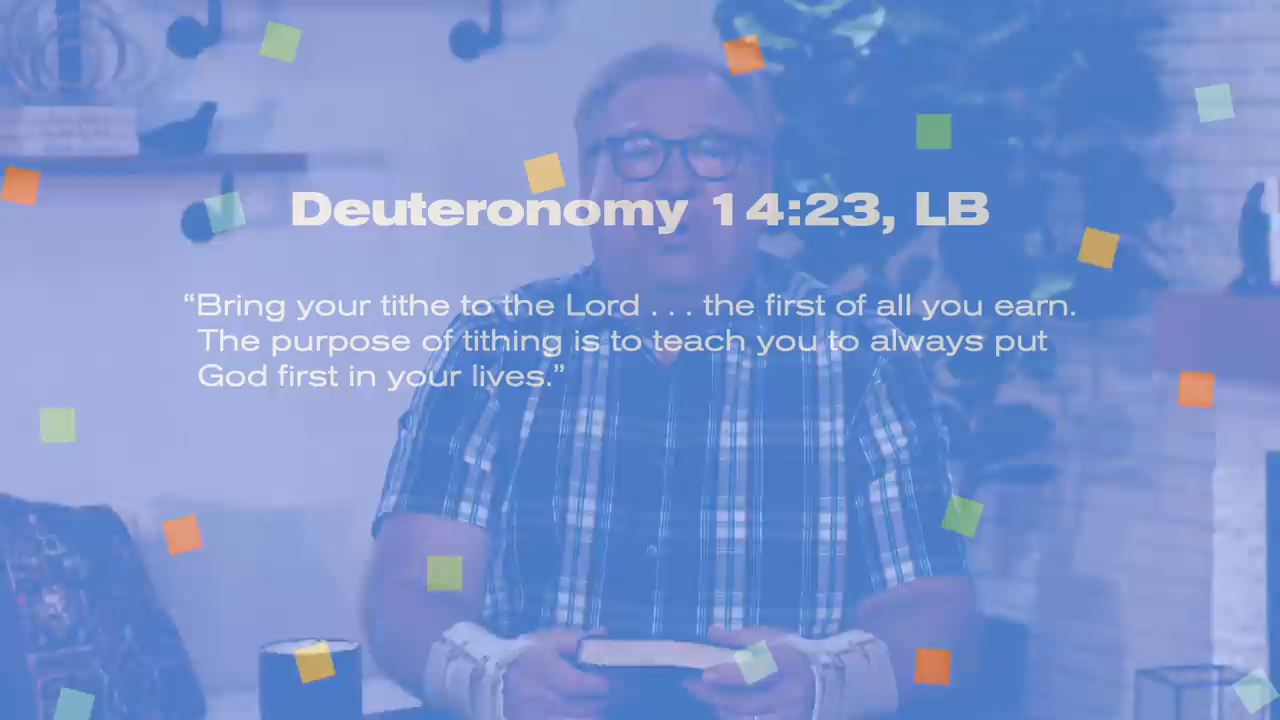 Deuteronomy 14:23, LB
“Bring your tithe to the Lord . . . the first of all you earn.
The purpose of tithing is to teach you to always put
God first in your lives.”